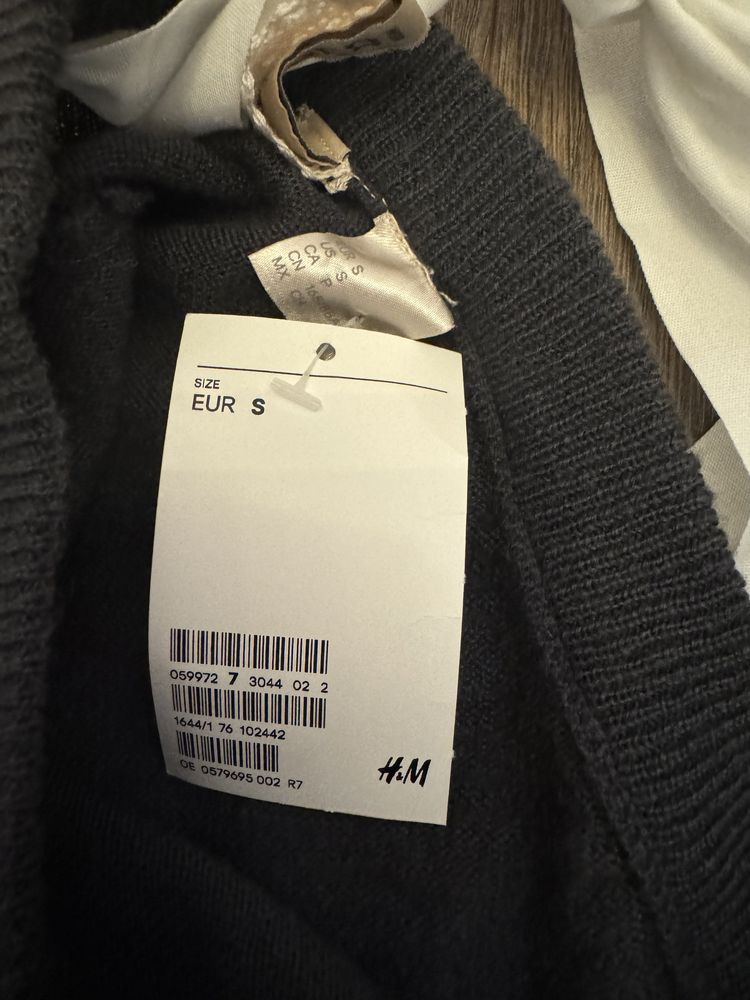 EUR S
US S
CA P
CN
MX
SIZE
EUR S
059972 7 3044 02 2
1644/1 76 102442
OE 0579695 002 R7
H&M